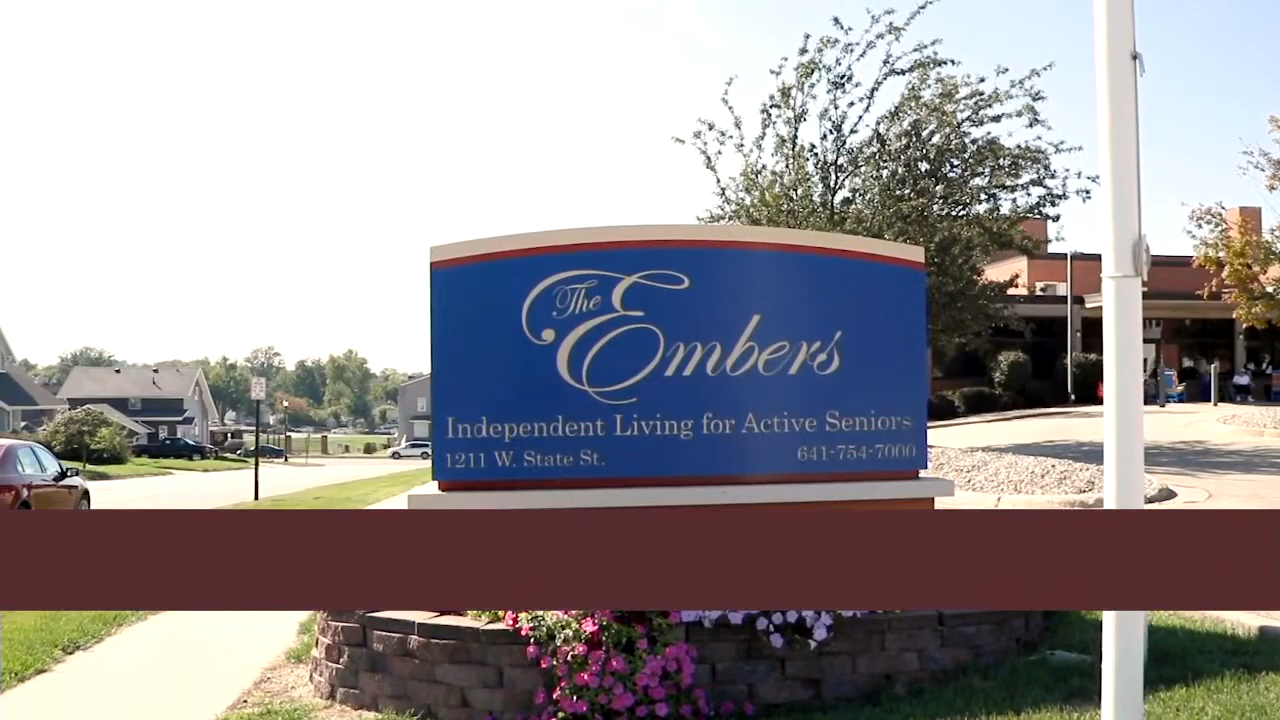 The Embers
Independent Living for Active Seniors
1211 W. State St. 641-754-7000